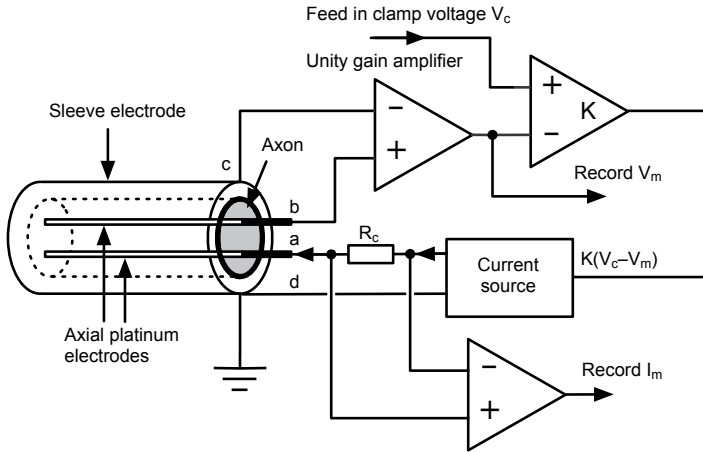 Feed in clamp voltage Vc
Unity gain amplifier
Sleeve electrode
Axon
c
b
a
d
−
+
+
−
K
Record Vm
Rc
Current
source
K(Vc–Vm)
Axial platinum
electrodes
−
+
Record Im